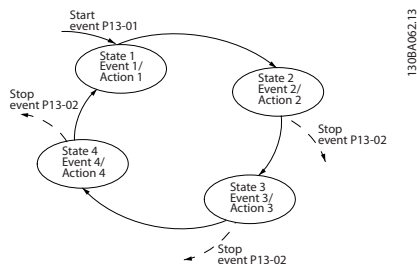 Start
event P13-01
State 1
Event 1/
Action 1
State 2
Event 2/
Action 2
Stop
event P13-02
State 3
Event 3/
Action 3
Stop
event P13-02
State 4
Event 4/
Action 4
Stop
event P13-02
130BA062.13